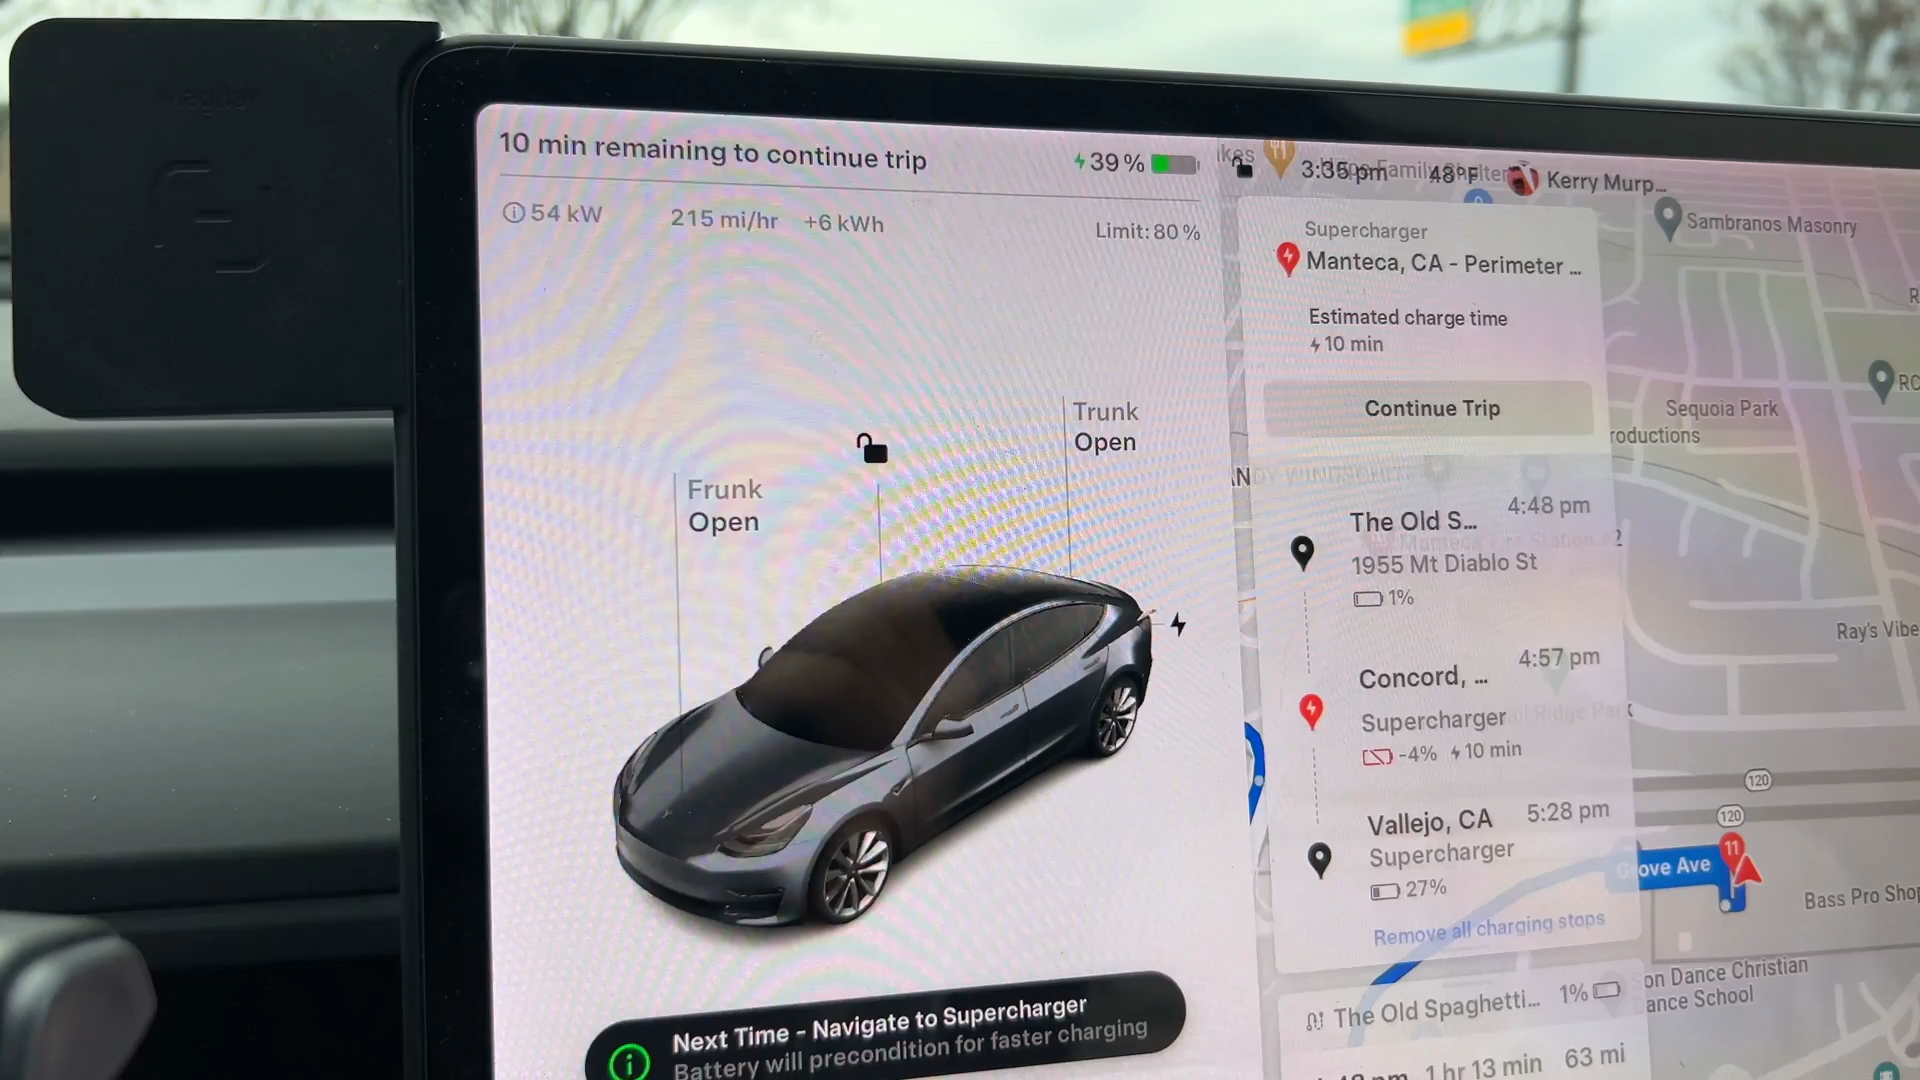 10 min remaining to continue trip
39 %
54 kW
215 mi/hr
+6 kWh
Limit: 80 %
Frunk
Open
Trunk
Open
Next Time - Navigate to Supercharger
Battery will precondition for faster charging
3:35 pm
48°F
Kerry Murp...
Supercharger
Manteca, CA - Perimeter ...
Estimated charge time
10 min
Continue Trip
The Old S...
4:48 pm
1955 Mt Diablo St
1%
Concord, ...
4:57 pm
Supercharger
-4%
10 min
Vallejo, CA
5:28 pm
Supercharger
27%
Remove all charging stops
The Old Spaghetti...
1%
1 hr 13 min
63 mi
Sambranos Masonry
RC
Sequoia Park
roductions
Ray's Vibe
120
120
11
Grove Ave
Bass Pro Shop
on Dance Christian
ance School